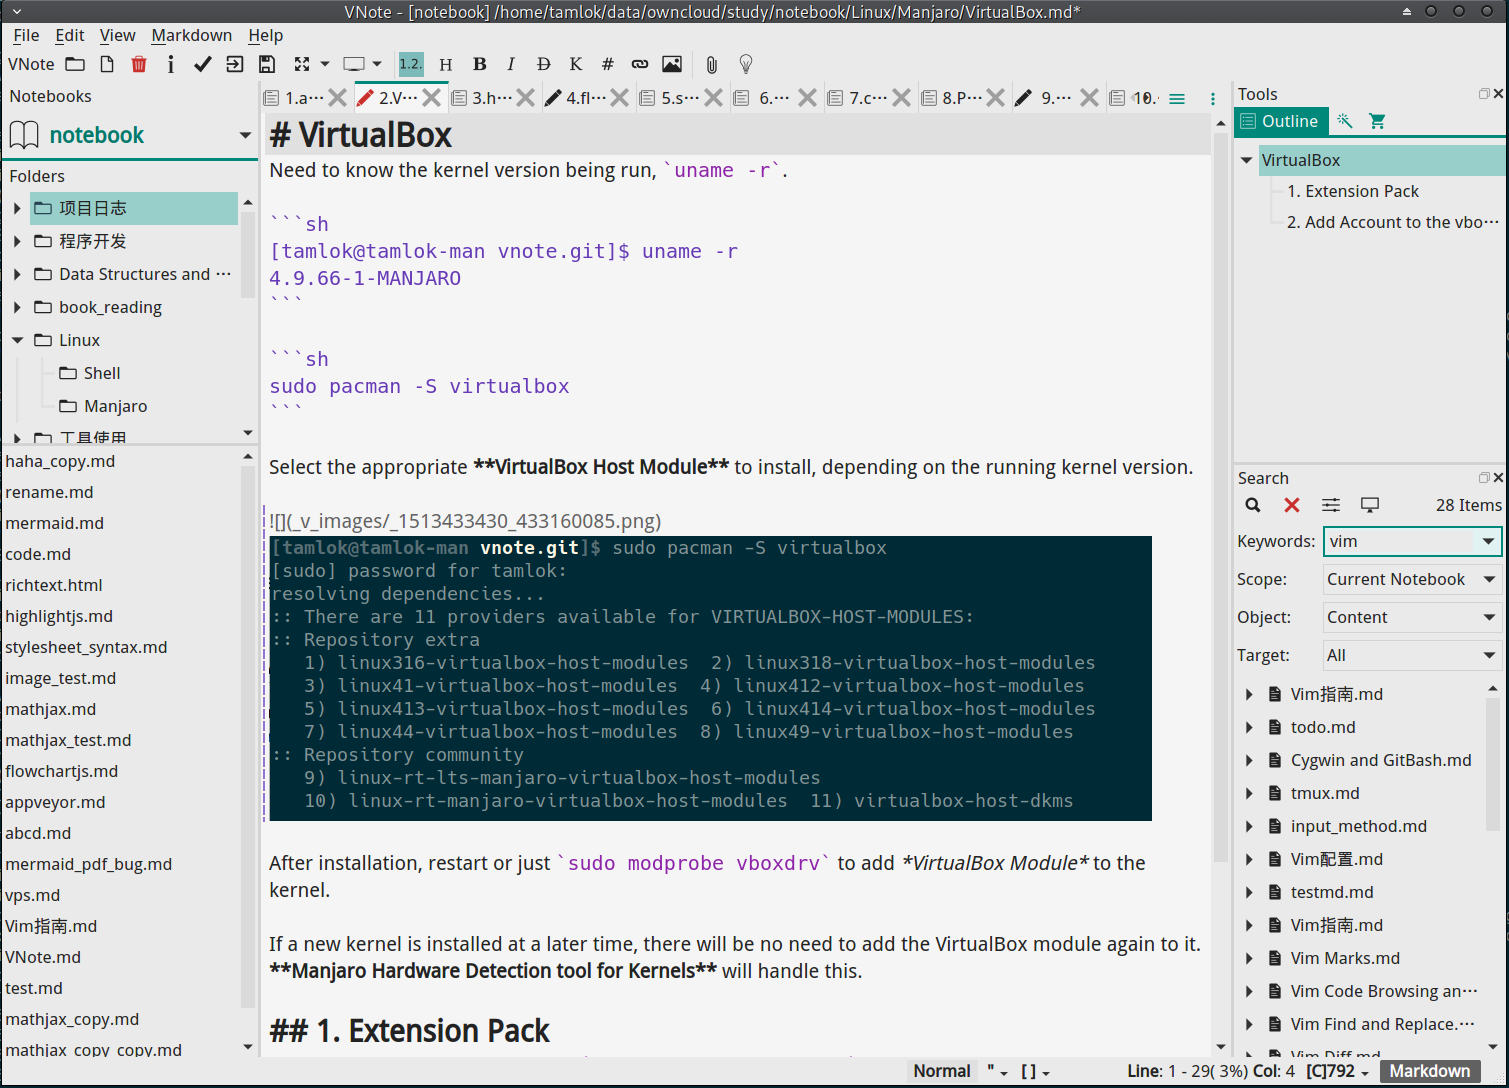 VNote - [notebook] /home/tamlok/data/owncloud/study/notebook/Linux/Manjaro/VirtualBox.md*
File Edit View Markdown Help
VNote 1.2. H B I D K #
Notebooks
notebook
Folders
项目日志
程序开发
Data Structures and ···
book_reading
Linux
Shell
Manjaro
工具使用
haha_copy.md
rename.md
mermaid.md
code.md
richtext.html
highlightjs.md
stylesheet_syntax.md
image_test.md
mathjax.md
mathjax_test.md
flowchartjs.md
appveyor.md
abcd.md
mermaid_pdf_bug.md
vps.md
Vim指南.md
VNote.md
test.md
mathjax_copy.md
mathjax_copy_copy.md
1.a··· 2.V··· 3.h··· 4.fl··· 5.s··· 6.··· 7.c··· 8.P··· 9.··· 10.
# VirtualBox
Need to know the kernel version being run, `uname -r`.
```sh
[tamlok@tamlok-man vnote.git]$ uname -r
4.9.66-1-MANJARO
```
```sh
sudo pacman -S virtualbox
```
Select the appropriate **VirtualBox Host Module** to install, depending on the running kernel version.
![](_v_images/_1513433430_433160085.png)
[tamlok@tamlok-man vnote.git]$ sudo pacman -S virtualbox
[sudo] password for tamlok:
resolving dependencies...
:: There are 11 providers available for VIRTUALBOX-HOST-MODULES:
:: Repository extra
1) linux316-virtualbox-host-modules 2) linux318-virtualbox-host-modules
3) linux41-virtualbox-host-modules 4) linux412-virtualbox-host-modules
5) linux413-virtualbox-host-modules 6) linux414-virtualbox-host-modules
7) linux44-virtualbox-host-modules 8) linux49-virtualbox-host-modules
:: Repository community
9) linux-rt-lts-manjaro-virtualbox-host-modules
10) linux-rt-manjaro-virtualbox-host-modules 11) virtualbox-host-dkms
After installation, restart or just `sudo modprobe vboxdrv` to add *VirtualBox Module* to the
kernel.
If a new kernel is installed at a later time, there will be no need to add the VirtualBox module again to it.
**Manjaro Hardware Detection tool for Kernels** will handle this.
## 1. Extension Pack
Tools
Outline
VirtualBox
1. Extension Pack
2. Add Account to the vbo···
Search
28 Items
Keywords: vim
Scope: Current Notebook
Object: Content
Target: All
Vim指南.md
todo.md
Cygwin and GitBash.md
tmux.md
input_method.md
Vim配置.md
testmd.md
Vim指南.md
Vim Marks.md
Vim Code Browsing an···
Vim Find and Replace.···
Vim Diff.md
Normal " [ ] Line: 1 - 29( 3%) Col: 4 [C]792 Markdown